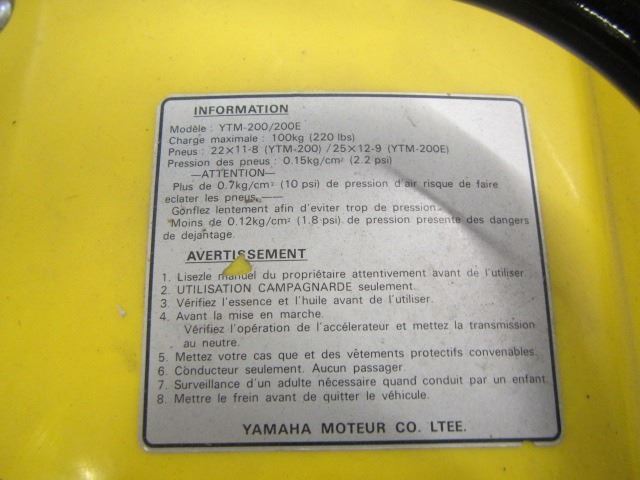 INFORMATION
Modèle : YTM-200/200E
Charge maximale : 100kg (220 lbs)
Pneus : 22×11-8 (YTM-200) /25×12-9 (YTM-200E)
Pression des pneus : 0.15kg/cm² (2.2 psi)
—ATTENTION—
Plus de 0.7kg/cm² (10 psi) de pression d'air risque de faire
eclater les pneus.——
Gonflez lentement afin d'eviter trop de pression.
Moins de 0.12kg/cm² (1.8 psi) de pression presente des dangers
de dejantage.
AVERTISSEMENT
1. Lisezle manuel du propriétaire attentivement avant de l'utiliser.
2. UTILISATION CAMPAGNARDE seulement.
3. Vérifiez l'essence et l'huile avant de l'utiliser.
4. Avant la mise en marche.
Vérifiez l'opération de l'accélerateur et mettez la transmission
au neutre.
5. Mettez votre cas que et des vêtements protectifs convenables.
6. Conducteur seulement. Aucun passager.
7. Surveillance d'un adulte nécessaire quand conduit par un enfant.
8. Mettre le frein avant de quitter le véhicule.
YAMAHA MOTEUR CO. LTEE.